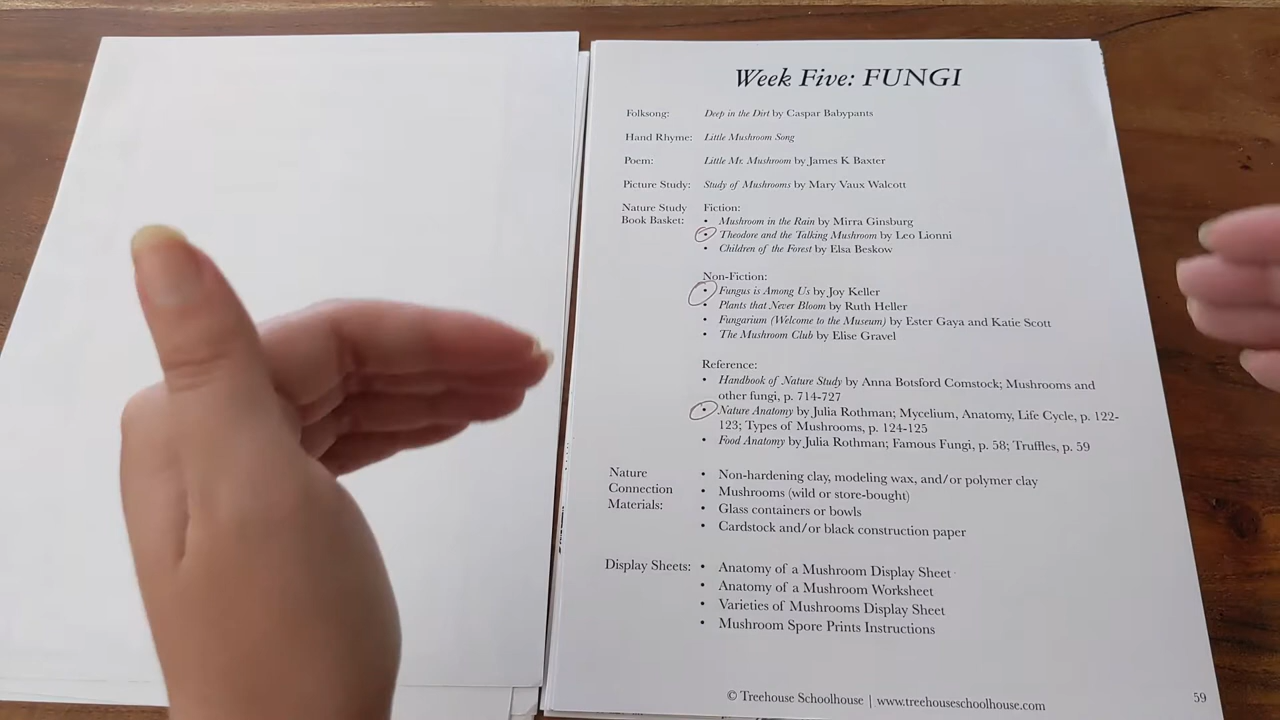 Week Five: FUNGI
Folksong: Deep in the Dirt by Caspar Babypants
Hand Rhyme: Little Mushroom Song
Poem: Little Mr. Mushroom by James K Baxter
Picture Study: Study of Mushrooms by Mary Vaux Walcott
Nature Study Fiction:
Book Basket: • Mushroom in the Rain by Mirra Ginsburg
• Theodore and the Talking Mushroom by Leo Lionni
• Children of the Forest by Elsa Beskow
Non-Fiction:
• Fungus is Among Us by Joy Keller
• Plants that Never Bloom by Ruth Heller
• Fungarium (Welcome to the Museum) by Ester Gaya and Katie Scott
• The Mushroom Club by Elise Gravel
Reference:
• Handbook of Nature Study by Anna Botsford Comstock; Mushrooms and
other fungi, p. 714-727
• Nature Anatomy by Julia Rothman; Mycelium, Anatomy, Life Cycle, p. 122-
123; Types of Mushrooms, p. 124-125
• Food Anatomy by Julia Rothman; Famous Fungi, p. 58; Truffles, p. 59
Nature • Non-hardening clay, modeling wax, and/or polymer clay
Connection • Mushrooms (wild or store-bought)
Materials: • Glass containers or bowls
• Cardstock and/or black construction paper
Display Sheets: • Anatomy of a Mushroom Display Sheet
• Anatomy of a Mushroom Worksheet
• Varieties of Mushrooms Display Sheet
• Mushroom Spore Prints Instructions
© Treehouse Schoolhouse | www.treehouseschoolhouse.com 59